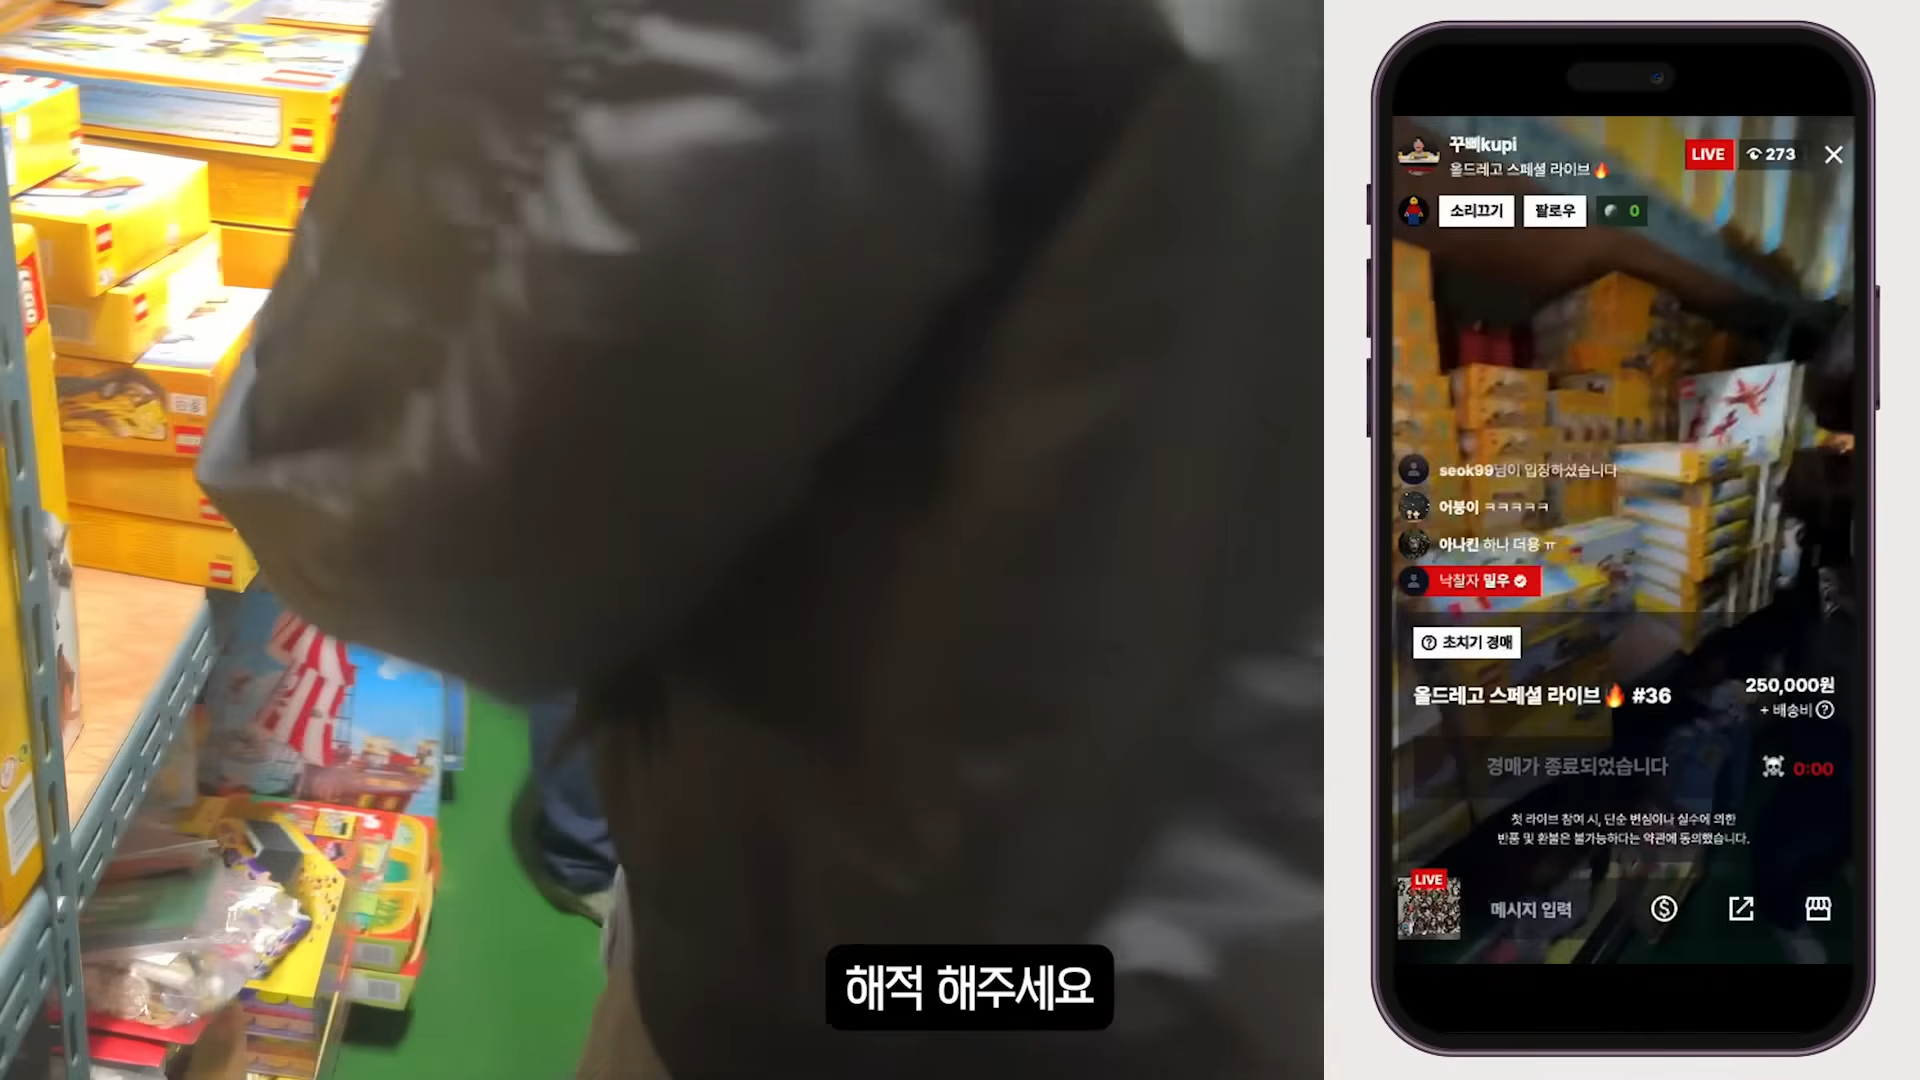 LEGO
해적 해주세요
꾸삐kupi
올드레고 스페셜 라이브🔥
LIVE
273
소리끄기
팔로우
0
seok99님이 입장하셨습니다
어붕이 ㅋㅋㅋㅋㅋ
아나킨 하나 더용 ㅠ
낙찰자 밀우
초치기 경매
올드레고 스페셜 라이브🔥 #36
250,000원
+ 배송비
경매가 종료되었습니다
0:00
첫 라이브 참여 시, 단순 변심이나 실수에 의한
반품 및 환불은 불가능하다는 약관에 동의했습니다.
LIVE
메시지 입력